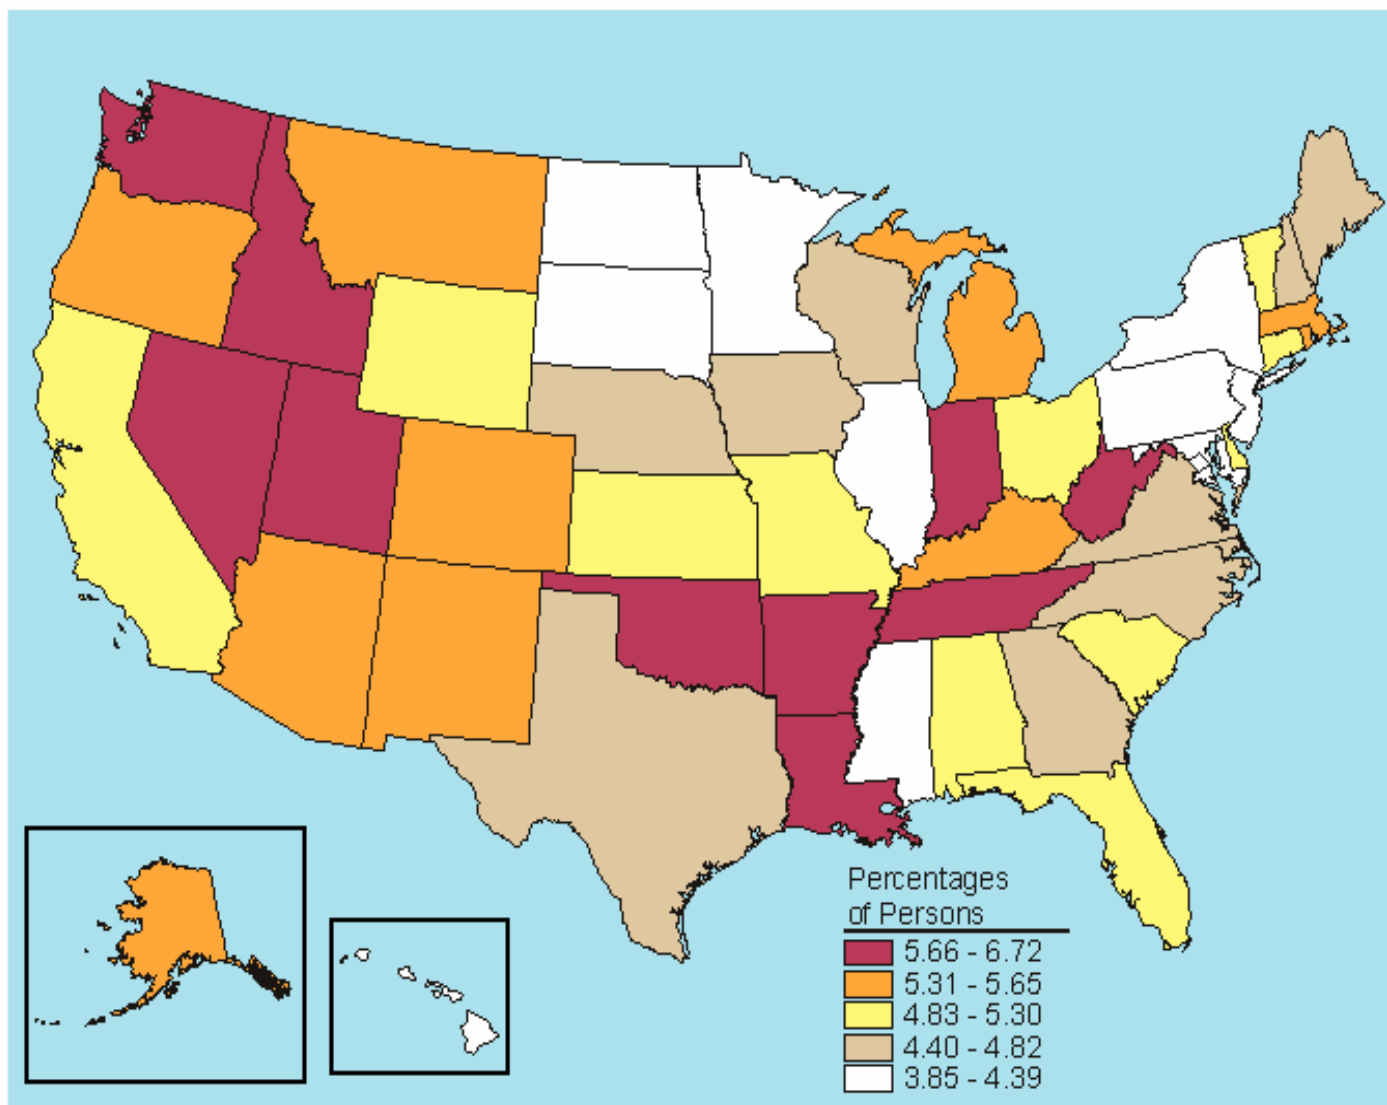 Percentages
of Persons
5.66 - 6.72
5.31 - 5.65
4.83 - 5.30
4.40 - 4.82
3.85 - 4.39